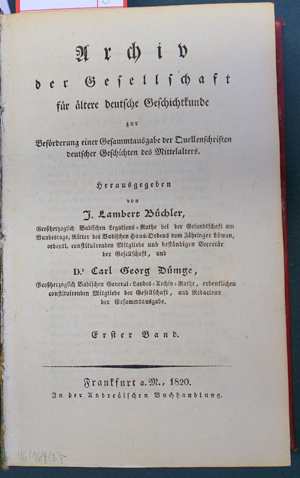 Archiv
der Gesellschaft
für ältere deutsche Geschichtkunde
zur
Beförderung einer Gesammtausgabe der Quellenschriften
deutscher Geschichten des Mittelalters.
Herausgegeben
von
J. Lambert Büchler,
Großherzoglich Badischen Legations-Rathe bei der Gesandtschaft am
Bundestage, Ritter des Badischen Haus-Ordens vom Zähringer Löwen,
ordentl. constituirenden Mitgliede und beständigen Secretär
der Gesellschaft, und
Dr Carl Georg Dümge,
Großherzoglich Badischen General-Landes-Archiv-Rathe, ordentlichen
constituirenden Mitgliede der Gesellschaft, und Redacteur
der Gesammtausgabe.
Erster Band.
Frankfurt a. M., 1820.
In der Andreäischen Buchhandlung.